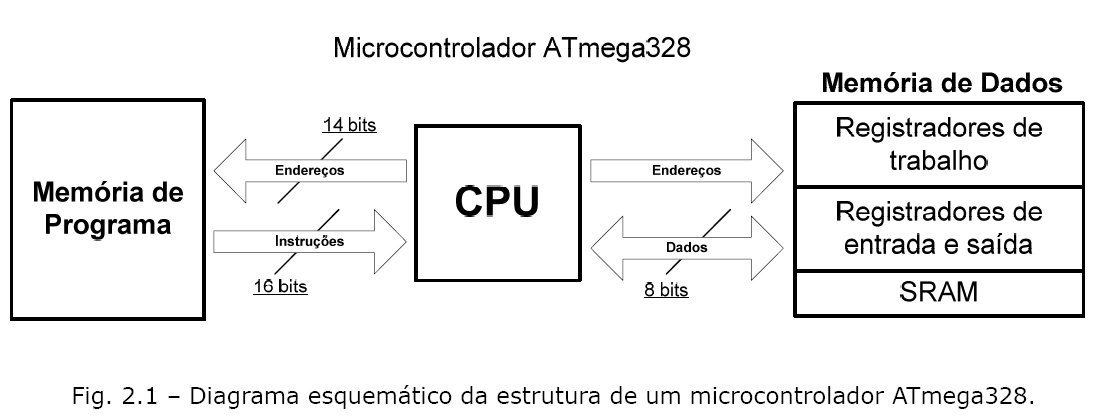 Microcontrolador ATmega328
Memória de
Programa
14 bits
Endereços
Instruções
16 bits
CPU
Endereços
Dados
8 bits
Memória de Dados
Registradores de
trabalho
Registradores de
entrada e saída
SRAM
Fig. 2.1 – Diagrama esquemático da estrutura de um microcontrolador ATmega328.